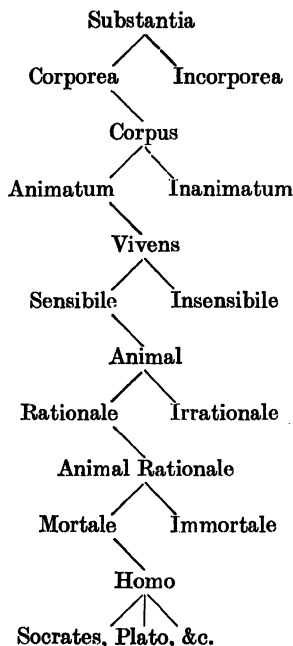 Substantia
Corporea Incorporea
Corpus
Animatum Inanimatum
Vivens
Sensibile Insensibile
Animal
Rationale Irrationale
Animal Rationale
Mortale Immortale
Homo
Socrates, Plato, &c.